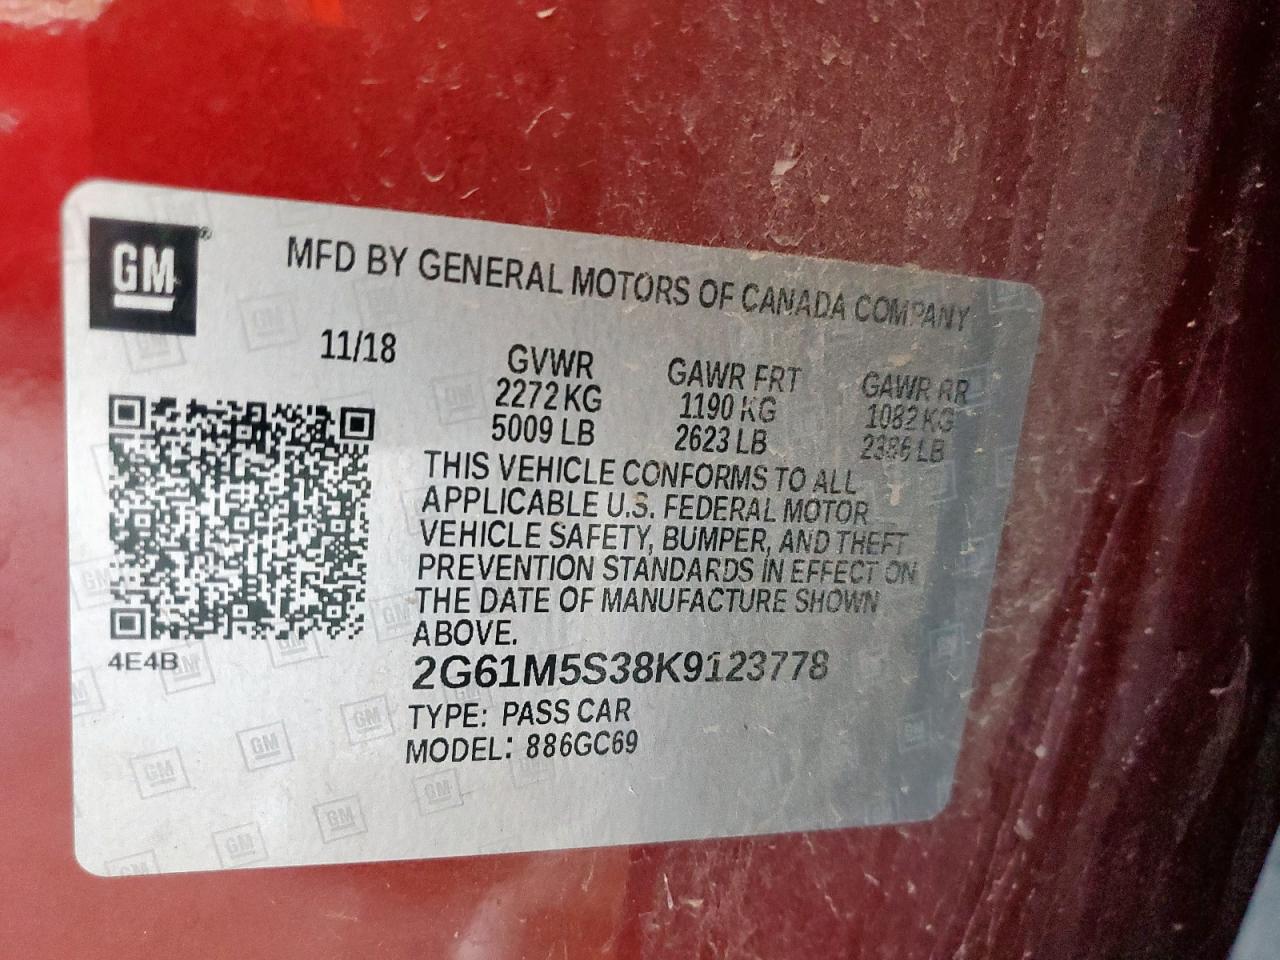 GM
MFD BY GENERAL MOTORS OF CANADA COMPANY
11/18
GVWR GAWR FRT GAWR RR
2272 KG 1190 KG 1082 KG
5009 LB 2623 LB 2386 LB
THIS VEHICLE CONFORMS TO ALL
APPLICABLE U.S. FEDERAL MOTOR
VEHICLE SAFETY, BUMPER, AND THEFT
PREVENTION STANDARDS IN EFFECT ON
THE DATE OF MANUFACTURE SHOWN
ABOVE.
4E4B
2G61M5S38K9123778
TYPE: PASS CAR
MODEL: 886GC69